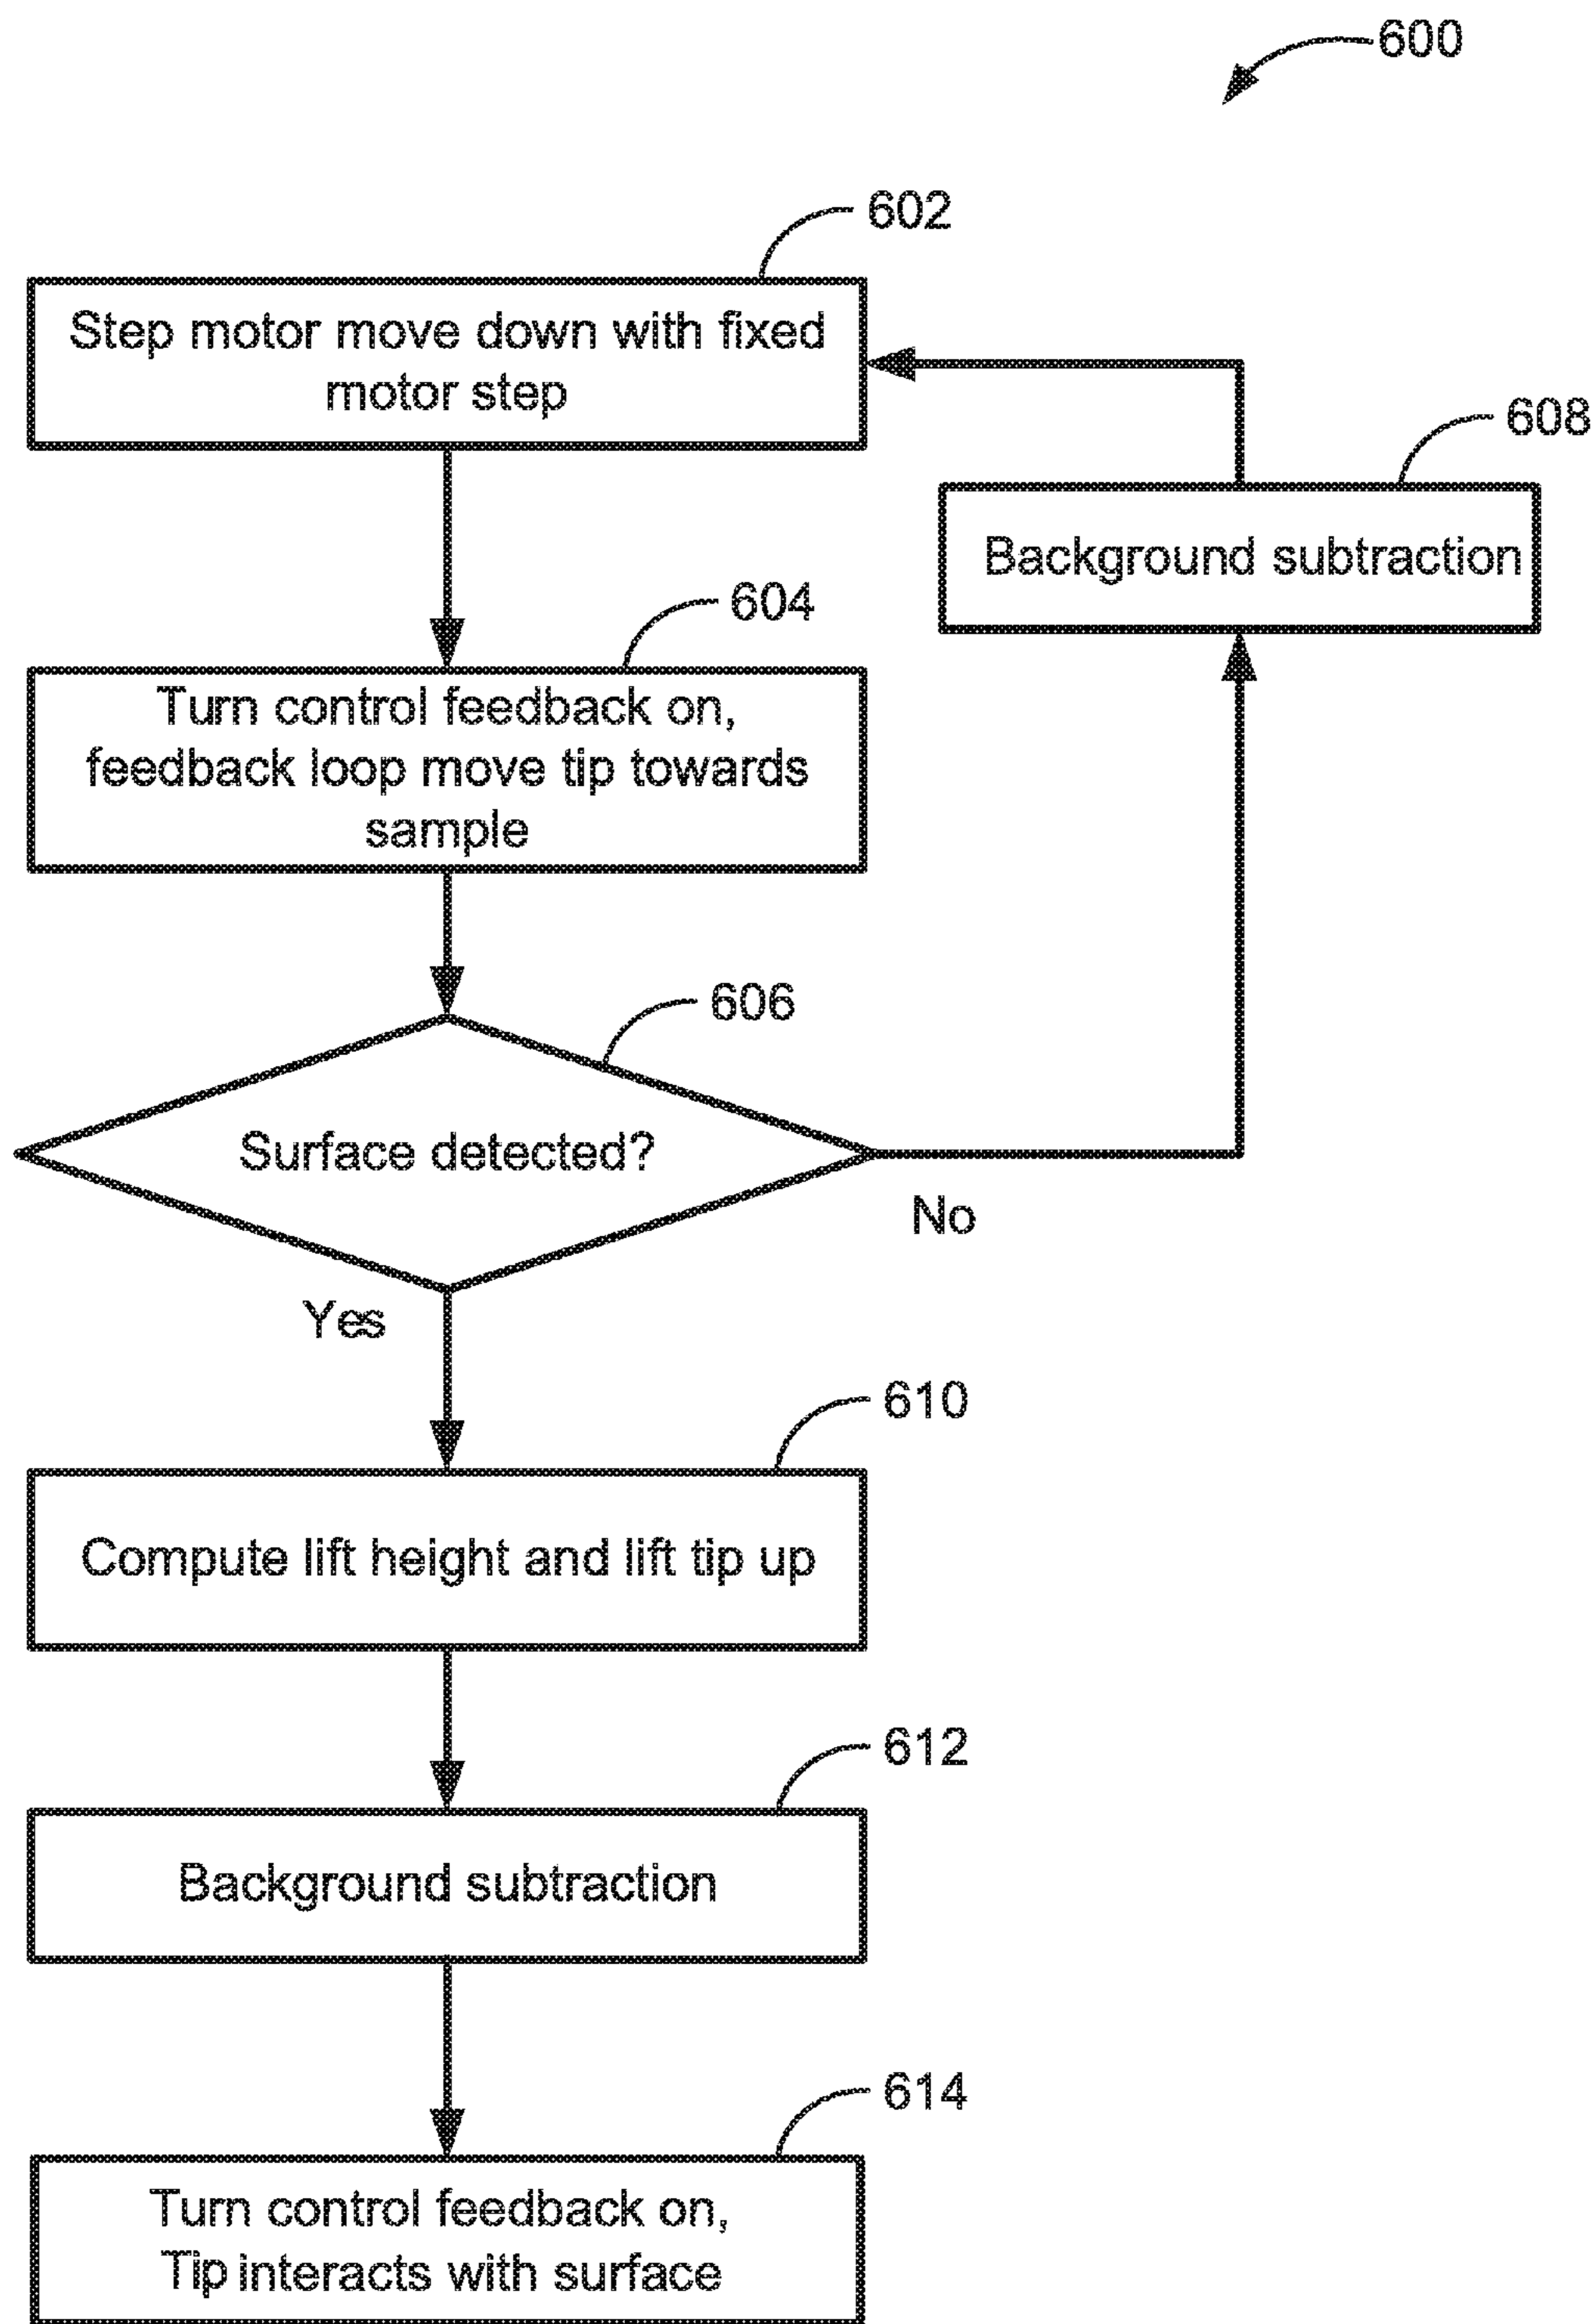 600
602
Step motor move down with fixed
motor step
608
Background subtraction
604
Turn control feedback on,
feedback loop move tip towards
sample
606
Surface detected?
No
Yes
610
Compute lift height and lift tip up
612
Background subtraction
614
Turn control feedback on,
Tip interacts with surface